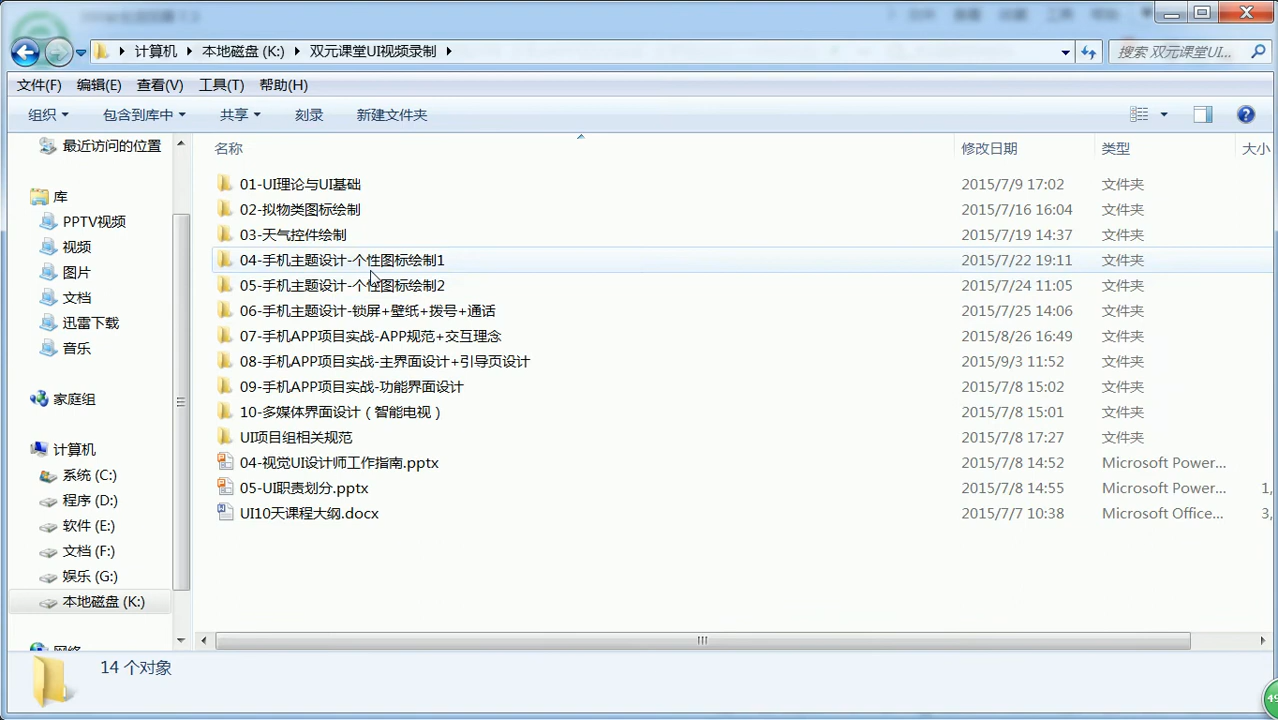 计算机 本地磁盘 (K:) 双元课堂UI视频录制
搜索 双元课堂UI...
文件(F) 编辑(E) 查看(V) 工具(T) 帮助(H)
组织 包含到库中 共享 刻录 新建文件夹
最近访问的位置
库
PPTV视频
视频
图片
文档
迅雷下载
音乐
家庭组
计算机
系统 (C:)
程序 (D:)
软件 (E:)
文档 (F:)
娱乐 (G:)
本地磁盘 (K:)
网络
名称 修改日期 类型 大小
01-UI理论与UI基础 2015/7/9 17:02 文件夹
02-拟物类图标绘制 2015/7/16 16:04 文件夹
03-天气控件绘制 2015/7/19 14:37 文件夹
04-手机主题设计-个性图标绘制1 2015/7/22 19:11 文件夹
05-手机主题设计-个性图标绘制2 2015/7/24 11:05 文件夹
06-手机主题设计-锁屏+壁纸+拨号+通话 2015/7/25 14:06 文件夹
07-手机APP项目实战-APP规范+交互理念 2015/8/26 16:49 文件夹
08-手机APP项目实战-主界面设计+引导页设计 2015/9/3 11:52 文件夹
09-手机APP项目实战-功能界面设计 2015/7/8 15:02 文件夹
10-多媒体界面设计（智能电视） 2015/7/8 15:01 文件夹
UI项目组相关规范 2015/7/8 17:27 文件夹
04-视觉UI设计师工作指南.pptx 2015/7/8 14:52 Microsoft Power...
05-UI职责划分.pptx 2015/7/8 14:55 Microsoft Power... 1,
UI10天课程大纲.docx 2015/7/7 10:38 Microsoft Office... 3,
14 个对象